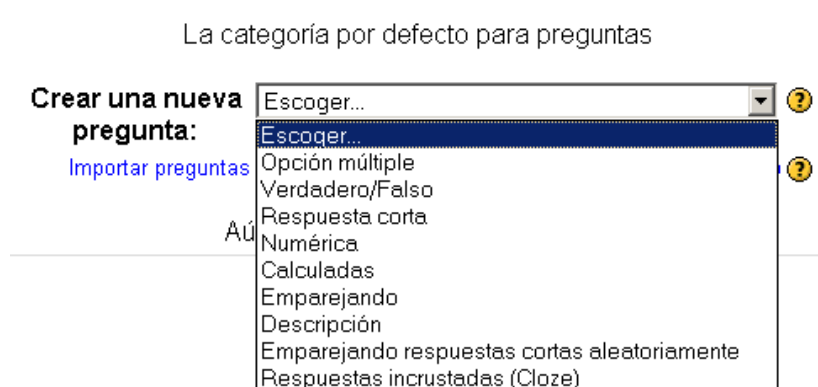 La categoría por defecto para preguntas
Crear una nueva pregunta:
Escoger...
Escoger...
Importar preguntas
Opción múltiple
Verdadero/Falso
Respuesta corta
Aú
Numérica
Calculadas
Emparejando
Descripción
Emparejando respuestas cortas aleatoriamente
Respuestas incrustadas (Cloze)